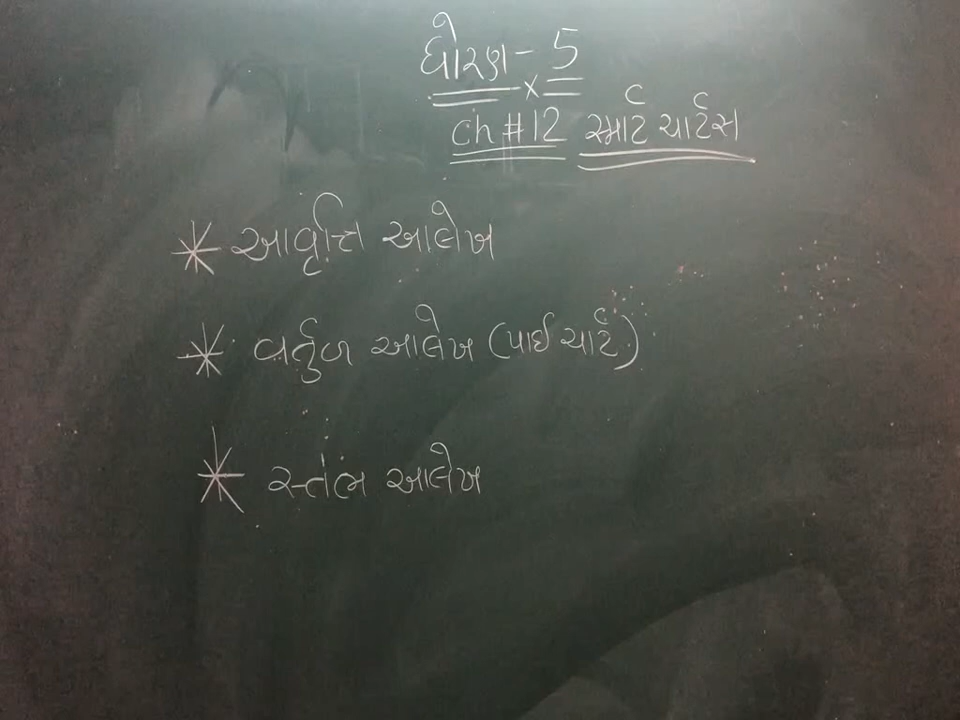 ધોરણ - 5
ch # 12 સ્માર્ટ ચાર્ટસ
* આવૃત્તિ આલેખ
* વર્તુળ આલેખ (પાઈ ચાર્ટ)
* સ્તંભ આલેખ